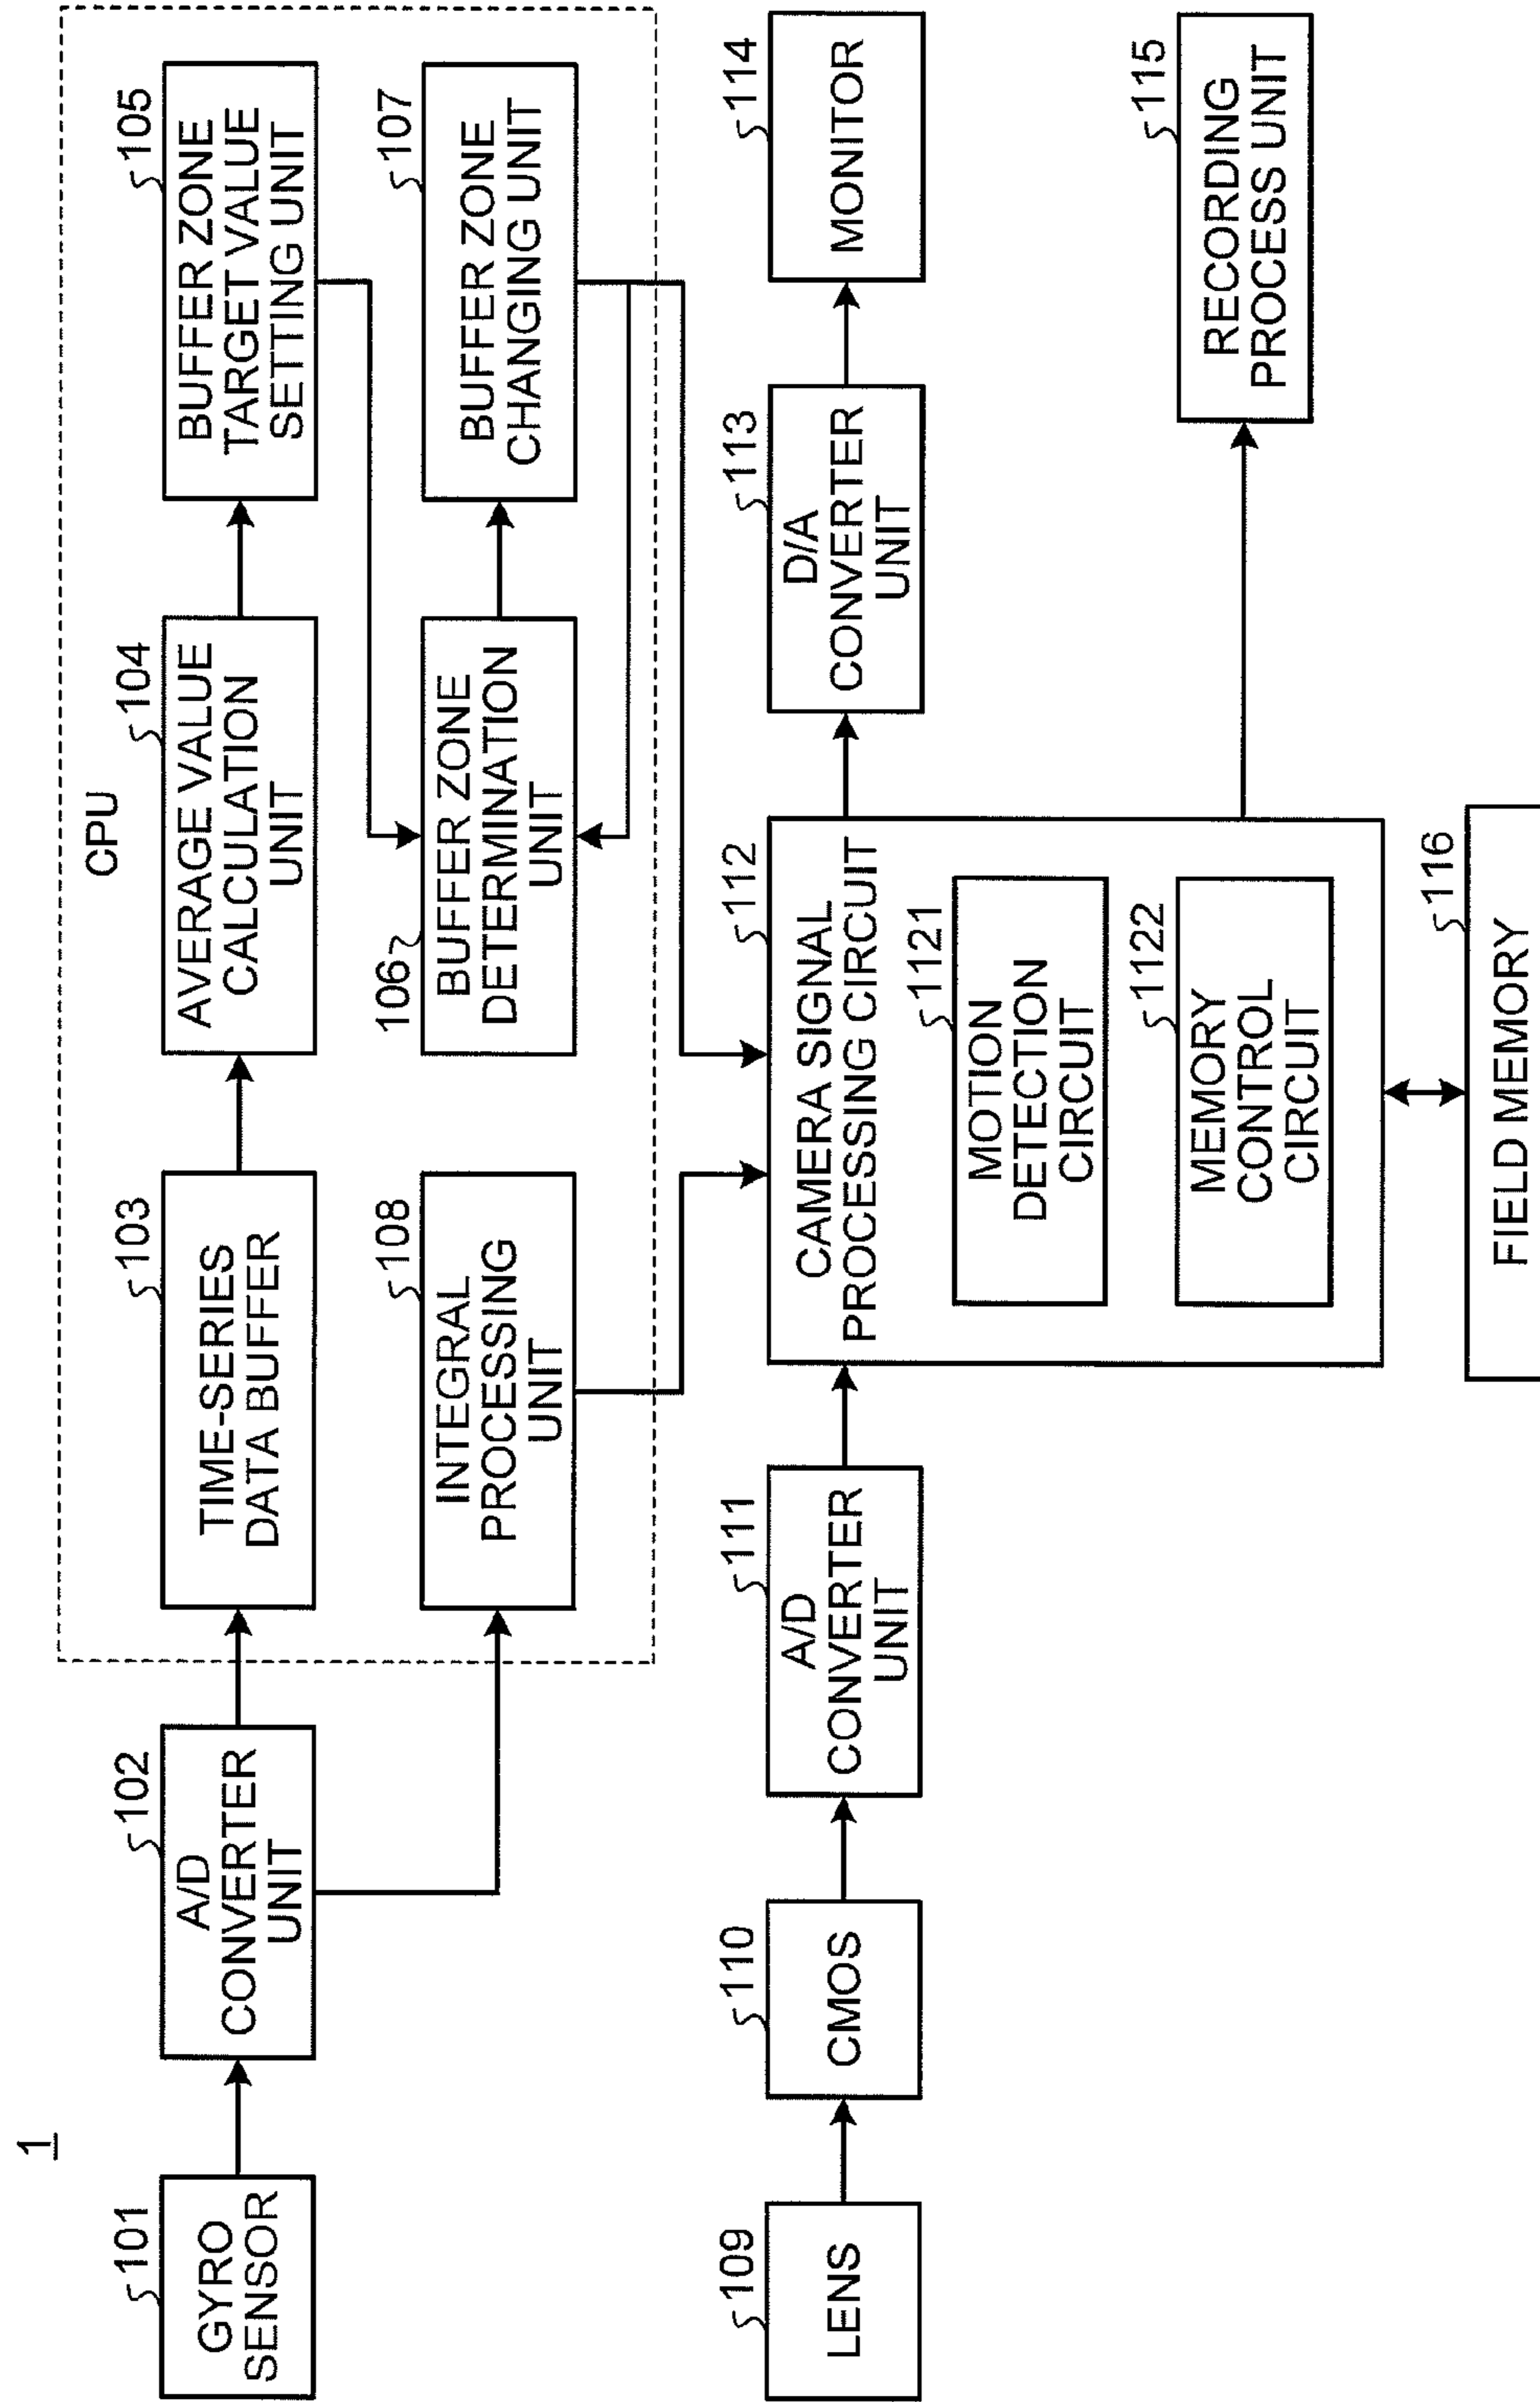 1
CPU
101
GYRO
SENSOR
102
A/D
CONVERTER
UNIT
103
TIME-SERIES
DATA BUFFER
104
AVERAGE VALUE
CALCULATION
UNIT
105
BUFFER ZONE
TARGET VALUE
SETTING UNIT
108
INTEGRAL
PROCESSING
UNIT
106
BUFFER ZONE
DETERMINATION
UNIT
107
BUFFER ZONE
CHANGING UNIT
109
LENS
110
CMOS
111
A/D
CONVERTER
UNIT
112
CAMERA SIGNAL
PROCESSING CIRCUIT
1121
MOTION
DETECTION
CIRCUIT
1122
MEMORY
CONTROL
CIRCUIT
113
D/A
CONVERTER
UNIT
114
MONITOR
115
RECORDING
PROCESS UNIT
116
FIELD MEMORY